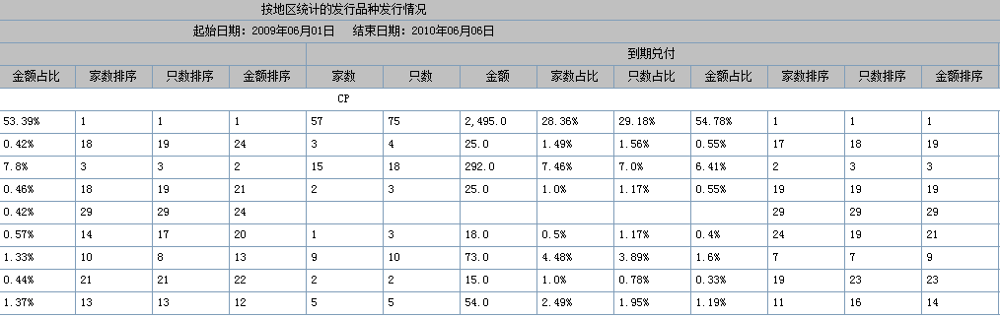 按地区统计的发行品种发行情况
起始日期: 2009年06月01日 结束日期: 2010年06月06日
到期兑付
金额占比 家数排序 只数排序 金额排序 家数 只数 金额 家数占比 只数占比 金额占比 家数排序 只数排序 金额排序
CP
53.39% 1 1 1 57 75 2,495.0 28.36% 29.18% 54.78% 1 1 1
0.42% 18 19 24 3 4 25.0 1.49% 1.56% 0.55% 17 18 19
7.8% 3 3 2 15 18 292.0 7.46% 7.0% 6.41% 2 3 3
0.46% 18 19 21 2 3 25.0 1.0% 1.17% 0.55% 19 19 19
0.42% 29 29 24 29 29 29
0.57% 14 17 20 1 3 18.0 0.5% 1.17% 0.4% 24 19 21
1.33% 10 8 13 9 10 73.0 4.48% 3.89% 1.6% 7 7 9
0.44% 21 21 22 2 2 15.0 1.0% 0.78% 0.33% 19 23 23
1.37% 13 13 12 5 5 54.0 2.49% 1.95% 1.19% 11 16 14